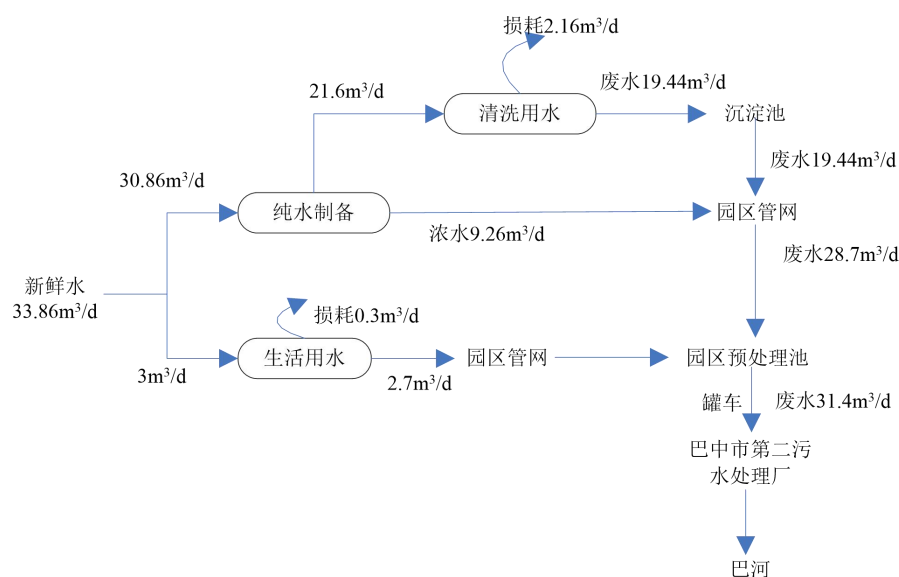 损耗2.16m³/d
21.6m³/d
清洗用水
废水19.44m³/d
沉淀池
废水19.44m³/d
30.86m³/d
纯水制备
浓水9.26m³/d
园区管网
废水28.7m³/d
新鲜水
33.86m³/d
损耗0.3m³/d
3m³/d
生活用水
2.7m³/d
园区管网
园区预处理池
罐车
废水31.4m³/d
巴中市第二污
水处理厂
巴河